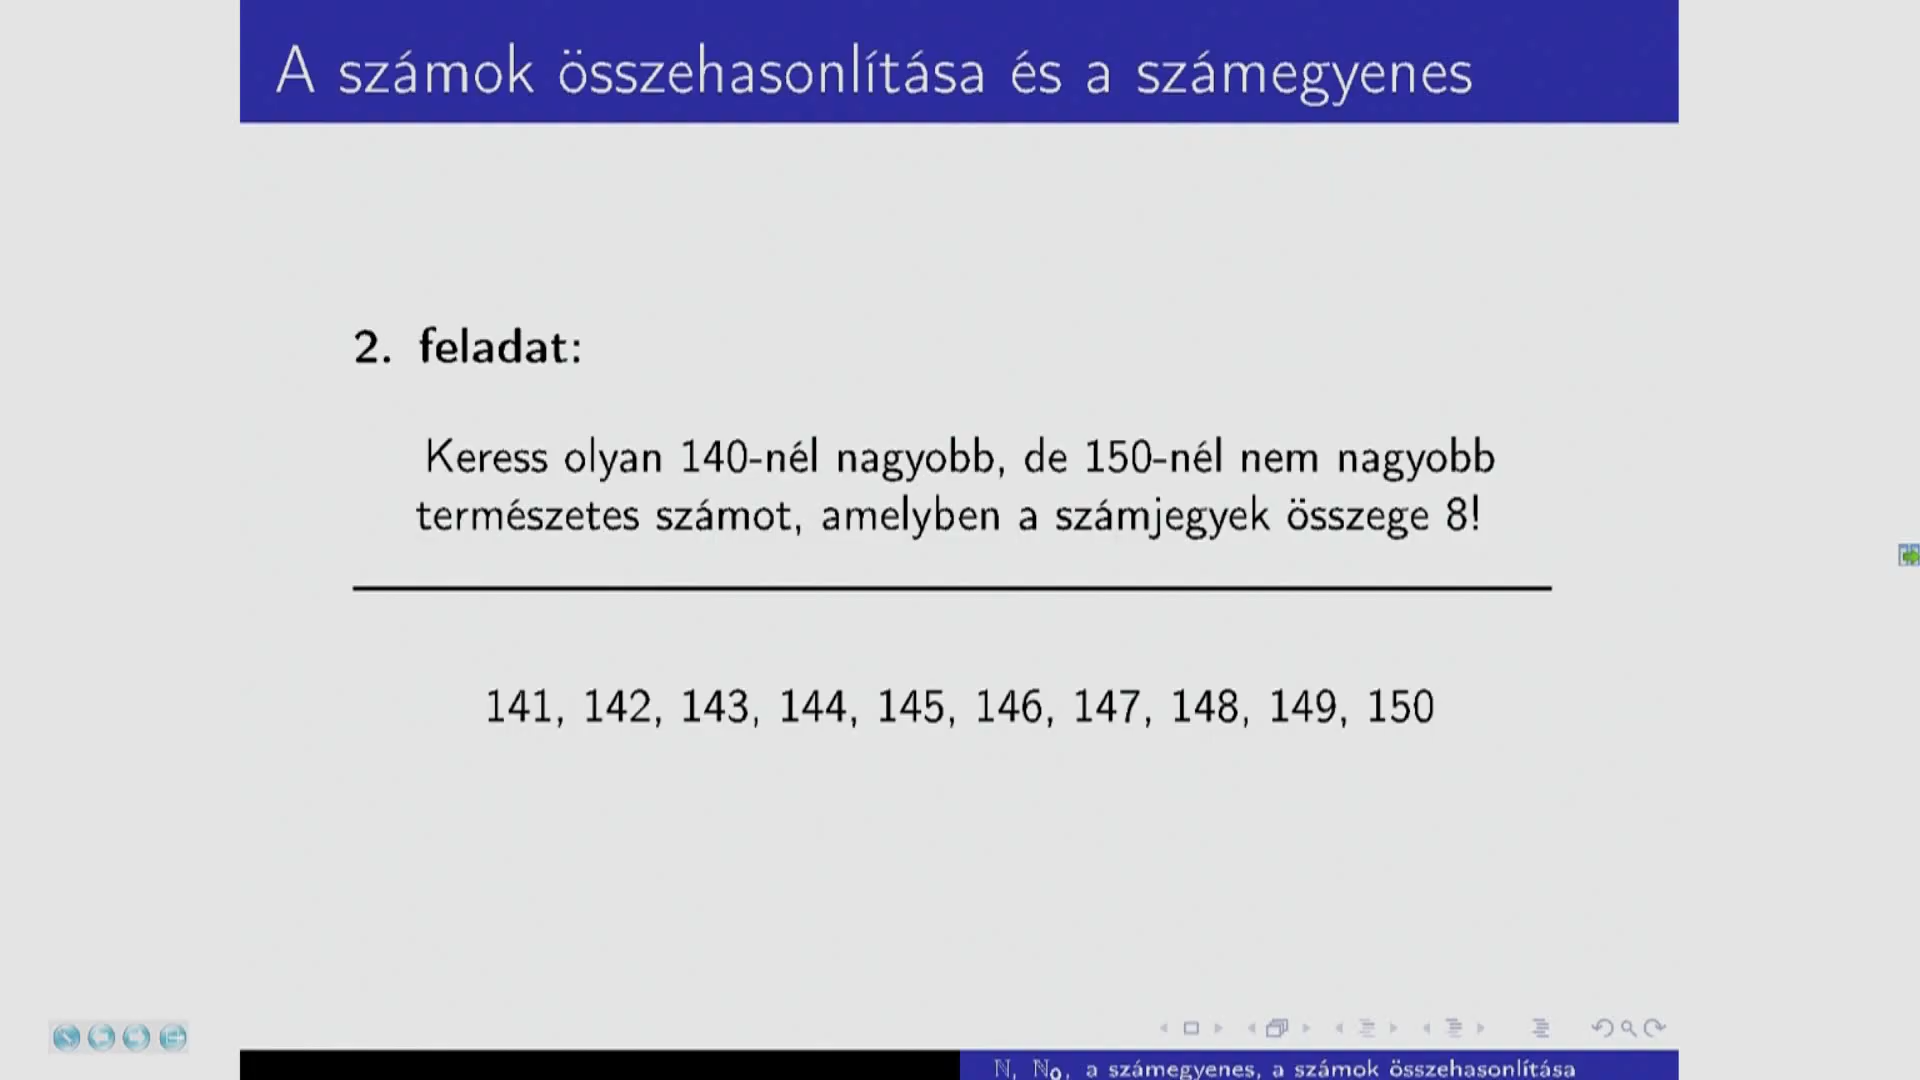 A számok összehasonlítása és a számegyenes
2. feladat:
Keress olyan 140-nél nagyobb, de 150-nél nem nagyobb
természetes számot, amelyben a számjegyek összege 8!
141, 142, 143, 144, 145, 146, 147, 148, 149, 150
ℕ, ℕ₀, a számegyenes, a számok összehasonlítása